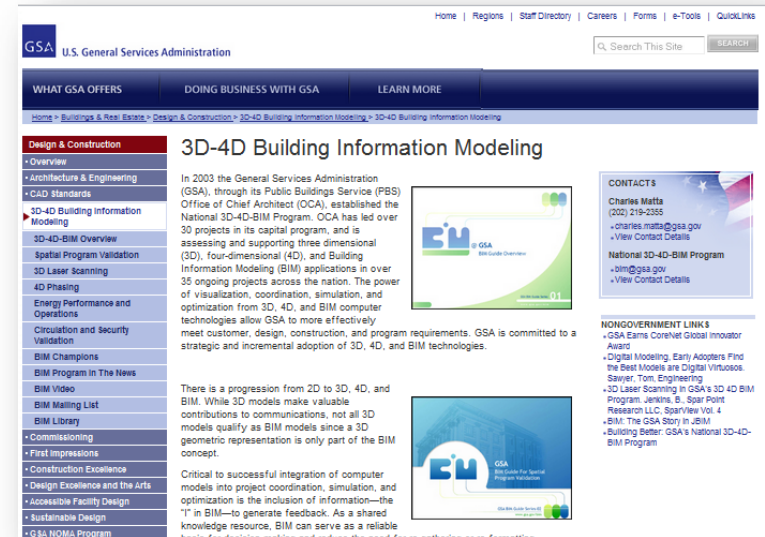 Home | Regions | Staff Directory | Careers | Forms | e-Tools | QuickLinks
GSA
U.S. General Services Administration
Search This Site
SEARCH
WHAT GSA OFFERS
DOING BUSINESS WITH GSA
LEARN MORE
Home > Buildings & Real Estate > Design & Construction > 3D-4D Building Information Modeling > 3D-4D Building Information Modeling
Design & Construction
Overview
Architecture & Engineering
CAD Standards
3D-4D Building Information
Modeling
3D-4D-BIM Overview
Spatial Program Validation
3D Laser Scanning
4D Phasing
Energy Performance and
Operations
Circulation and Security
Validation
BIM Champions
BIM Program in The News
BIM Video
BIM Mailing List
BIM Library
Commissioning
First Impressions
Construction Excellence
Design Excellence and the Arts
Accessible Facility Design
Sustainable Design
GSA NOMA Program
3D-4D Building Information Modeling
In 2003 the General Services Administration
(GSA), through its Public Buildings Service (PBS)
Office of Chief Architect (OCA), established the
National 3D-4D-BIM Program. OCA has led over
30 projects in its capital program, and is
assessing and supporting three dimensional
(3D), four-dimensional (4D), and Building
Information Modeling (BIM) applications in over
35 ongoing projects across the nation. The power
of visualization, coordination, simulation, and
optimization from 3D, 4D, and BIM computer
technologies allow GSA to more effectively
meet customer, design, construction, and program requirements. GSA is committed to a
strategic and incremental adoption of 3D, 4D, and BIM technologies.
@ GSA
BIM Guide Overview
01
There is a progression from 2D to 3D, 4D, and
BIM. While 3D models make valuable
contributions to communications, not all 3D
models qualify as BIM models since a 3D
geometric representation is only part of the BIM
concept.
Critical to successful integration of computer
models into project coordination, simulation, and
optimization is the inclusion of information—the
"I" in BIM—to generate feedback. As a shared
knowledge resource, BIM can serve as a reliable
basis for decision making and reduce the need for re-gathering or re-formatting
GSA
BIM Guide For Spatial
Program Validation
GSA BIM Guide Series 02
CONTACTS
Charles Matta
(202) 219-2355
charles.matta@gsa.gov
View Contact Details
National 3D-4D-BIM Program
bim@gsa.gov
View Contact Details
NONGOVERNMENT LINKS
GSA Earns CoreNet Global Innovator
Award
Digital Modeling, Early Adopters Find
the Best Models are Digital Virtuosos.
Sawyer, Tom, Engineering
3D Laser Scanning in GSA's 3D 4D BIM
Program. Jenkins, B., Spar Point
Research LLC, SparView Vol. 4
BIM: The GSA Story in JBIM
Building Better: GSA's National 3D-4D-
BIM Program